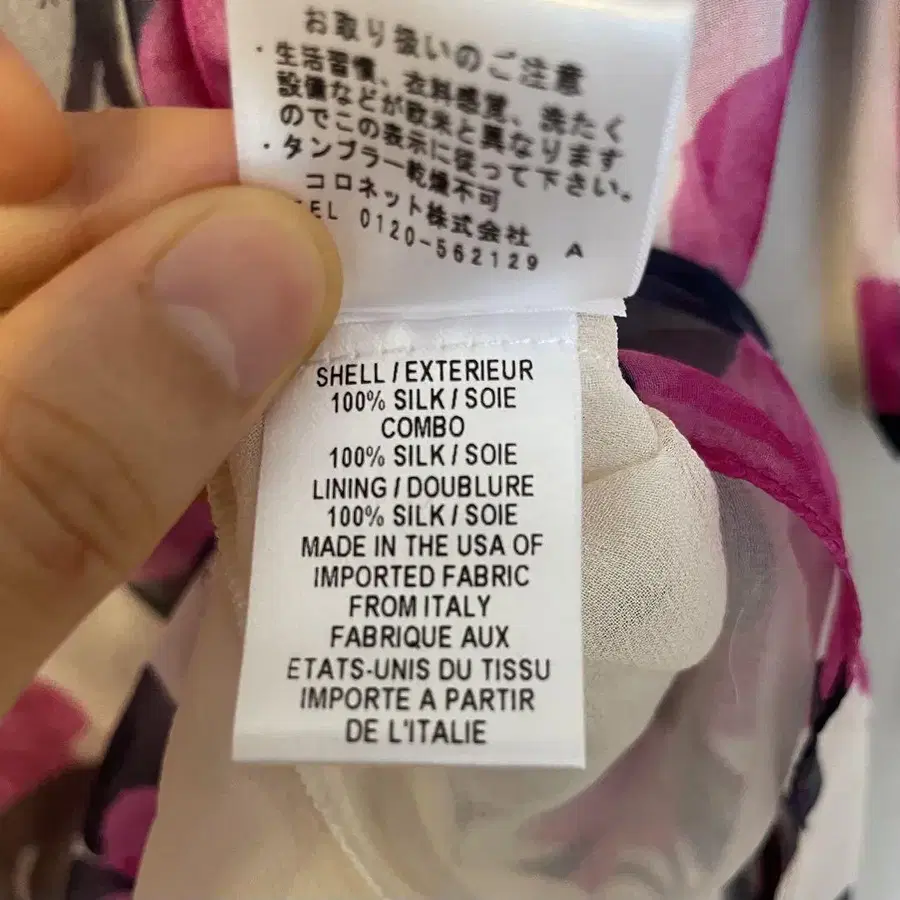 お取り扱いのご注意
・生活習慣、衣料感覚、洗たく
設備などが欧米と異なります
のでこの表示に従って下さい。
・タンブラー乾燥不可
コロネット株式会社
TEL 0120-562129 A
SHELL / EXTERIEUR
100% SILK / SOIE
COMBO
100% SILK / SOIE
LINING / DOUBLURE
100% SILK / SOIE
MADE IN THE USA OF
IMPORTED FABRIC
FROM ITALY
FABRIQUE AUX
ETATS-UNIS DU TISSU
IMPORTE A PARTIR
DE L'ITALIE